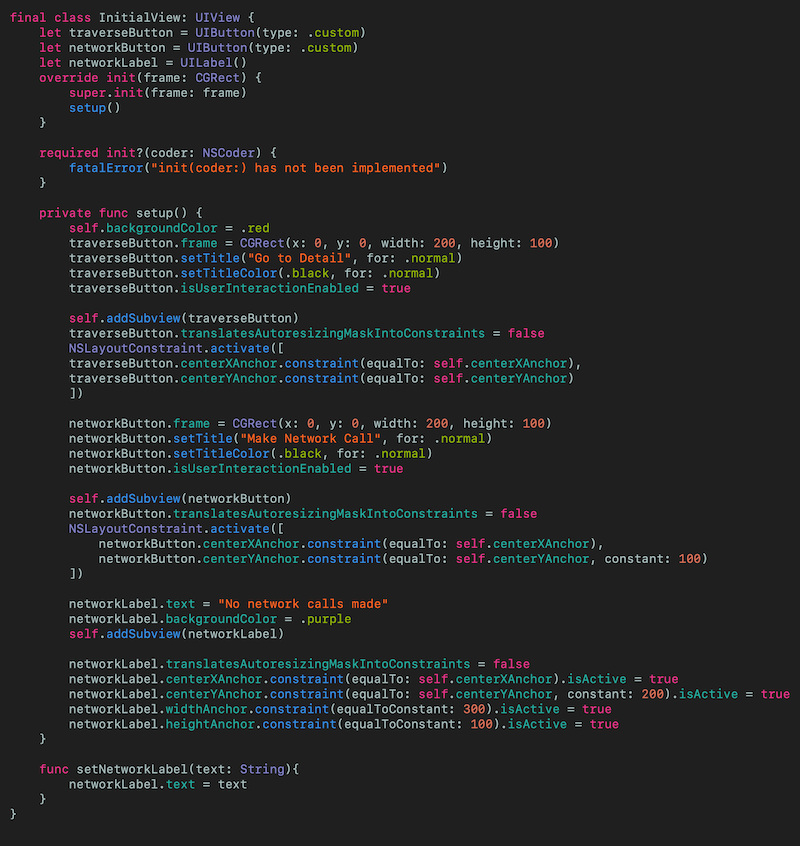 final class InitialView: UIView {
    let traverseButton = UIButton(type: .custom)
    let networkButton = UIButton(type: .custom)
    let networkLabel = UILabel()
    override init(frame: CGRect) {
        super.init(frame: frame)
        setup()
    }

    required init?(coder: NSCoder) {
        fatalError("init(coder:) has not been implemented")
    }

    private func setup() {
        self.backgroundColor = .red
        traverseButton.frame = CGRect(x: 0, y: 0, width: 200, height: 100)
        traverseButton.setTitle("Go to Detail", for: .normal)
        traverseButton.setTitleColor(.black, for: .normal)
        traverseButton.isUserInteractionEnabled = true

        self.addSubview(traverseButton)
        traverseButton.translatesAutoresizingMaskIntoConstraints = false
        NSLayoutConstraint.activate([
        traverseButton.centerXAnchor.constraint(equalTo: self.centerXAnchor),
        traverseButton.centerYAnchor.constraint(equalTo: self.centerYAnchor)
        ])

        networkButton.frame = CGRect(x: 0, y: 0, width: 200, height: 100)
        networkButton.setTitle("Make Network Call", for: .normal)
        networkButton.setTitleColor(.black, for: .normal)
        networkButton.isUserInteractionEnabled = true

        self.addSubview(networkButton)
        networkButton.translatesAutoresizingMaskIntoConstraints = false
        NSLayoutConstraint.activate([
            networkButton.centerXAnchor.constraint(equalTo: self.centerXAnchor),
            networkButton.centerYAnchor.constraint(equalTo: self.centerYAnchor, constant: 100)
        ])

        networkLabel.text = "No network calls made"
        networkLabel.backgroundColor = .purple
        self.addSubview(networkLabel)

        networkLabel.translatesAutoresizingMaskIntoConstraints = false
        networkLabel.centerXAnchor.constraint(equalTo: self.centerXAnchor).isActive = true
        networkLabel.centerYAnchor.constraint(equalTo: self.centerYAnchor, constant: 200).isActive = true
        networkLabel.widthAnchor.constraint(equalToConstant: 300).isActive = true
        networkLabel.heightAnchor.constraint(equalToConstant: 100).isActive = true
    }

    func setNetworkLabel(text: String){
        networkLabel.text = text
    }
}